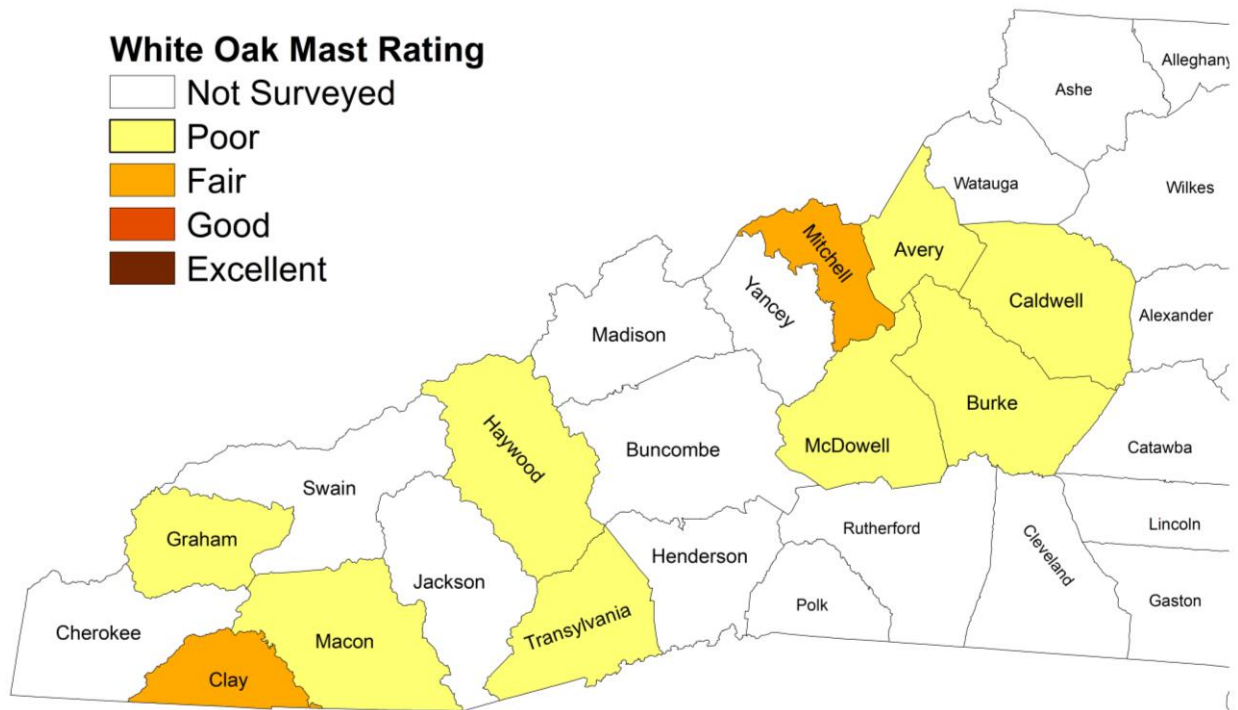 White Oak Mast Rating
Not Surveyed
Poor
Fair
Good
Excellent
Alleghany
Ashe
Watauga
Wilkes
Mitchell
Avery
Yancey
Caldwell
Alexander
Madison
Burke
Haywood
Buncombe
McDowell
Catawba
Swain
Graham
Rutherford
Cleveland
Lincoln
Henderson
Jackson
Polk
Gaston
Cherokee
Macon
Transylvania
Clay